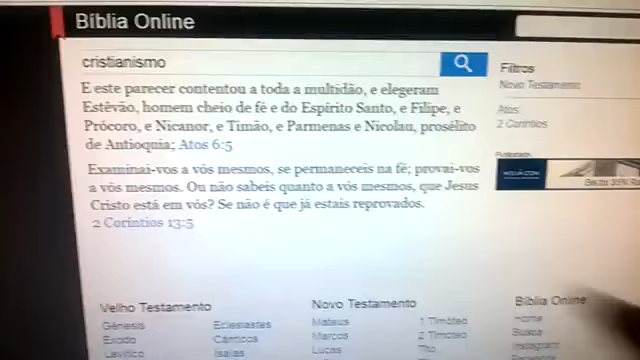 Bíblia Online
cristianismo
Filtros
Novo Testamento
Atos
2 Coríntios
E este parecer contentou a toda a multidão, e elegeram
Estêvão, homem cheio de fé e do Espírito Santo, e Filipe, e
Prócoro, e Nicanor, e Timão, e Parmenas e Nicolau, prosélito
de Antioquia; Atos 6:5
Examinai-vos a vós mesmos, se permaneceis na fé; provai-vos
a vós mesmos. Ou não sabeis quanto a vós mesmos, que Jesus
Cristo está em vós? Se não é que já estais reprovados.
2 Coríntios 13:5
Publicidade
Velho Testamento
Gênesis
Êxodo
Levítico
Eclesiastes
Cânticos
Isaías
Novo Testamento
Mateus
Marcos
Lucas
1 Timóteo
2 Timóteo
Tito
Bíblia Online
Home
Busca
Instagram